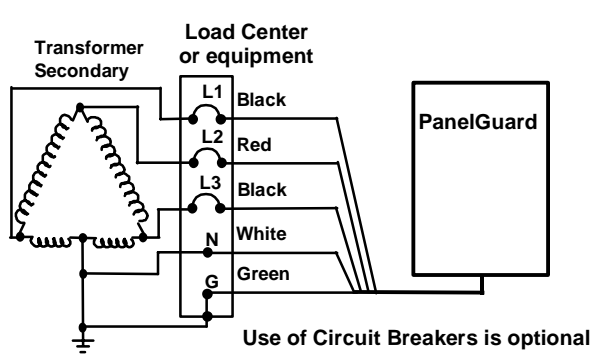 Load Center
or equipment
Transformer
Secondary
L1
Black
PanelGuard
L2
Red
L3
Black
N
White
G
Green
Use of Circuit Breakers is optional